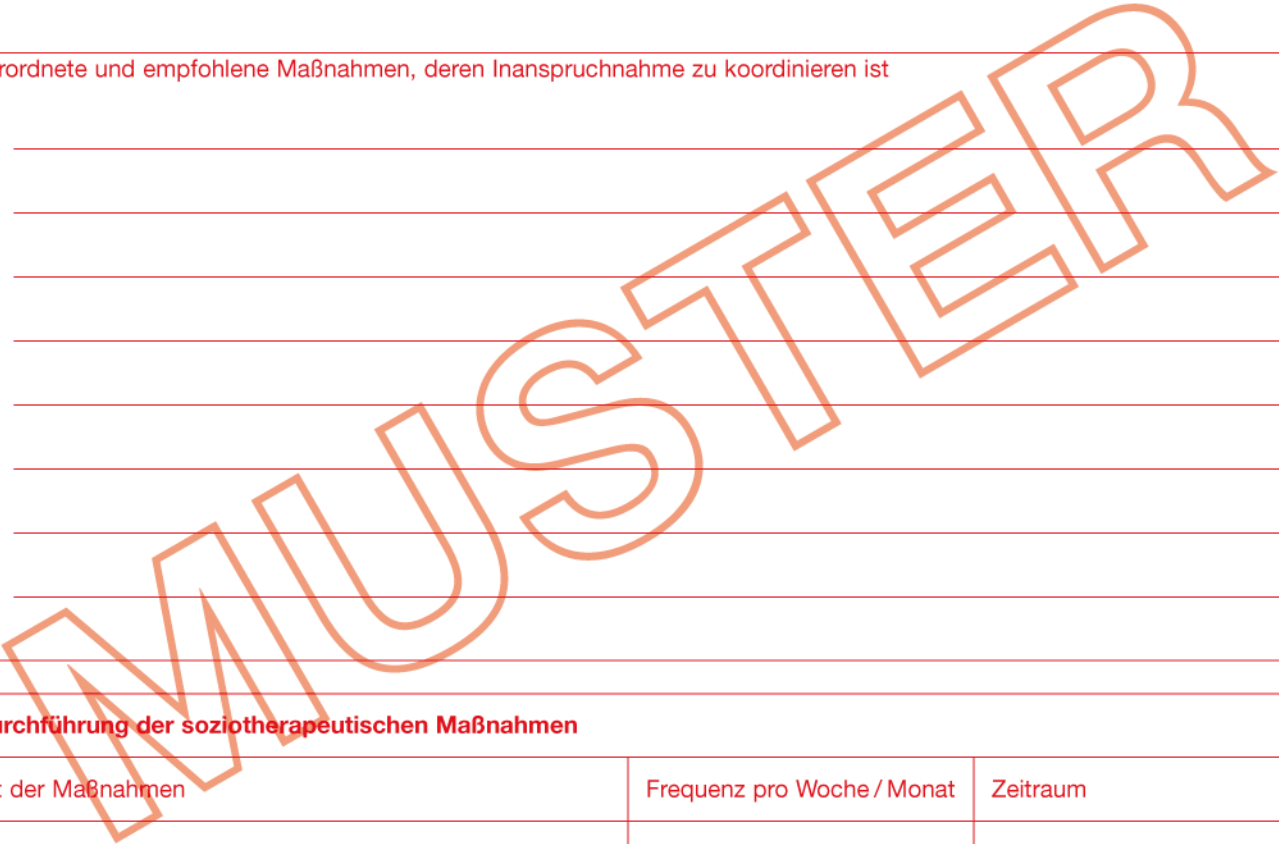 rordnete und empfohlene Maßnahmen, deren Inanspruchnahme zu koordinieren ist
MUSTER
rchführung der soziotherapeutischen Maßnahmen
t der Maßnahmen Frequenz pro Woche / Monat Zeitraum